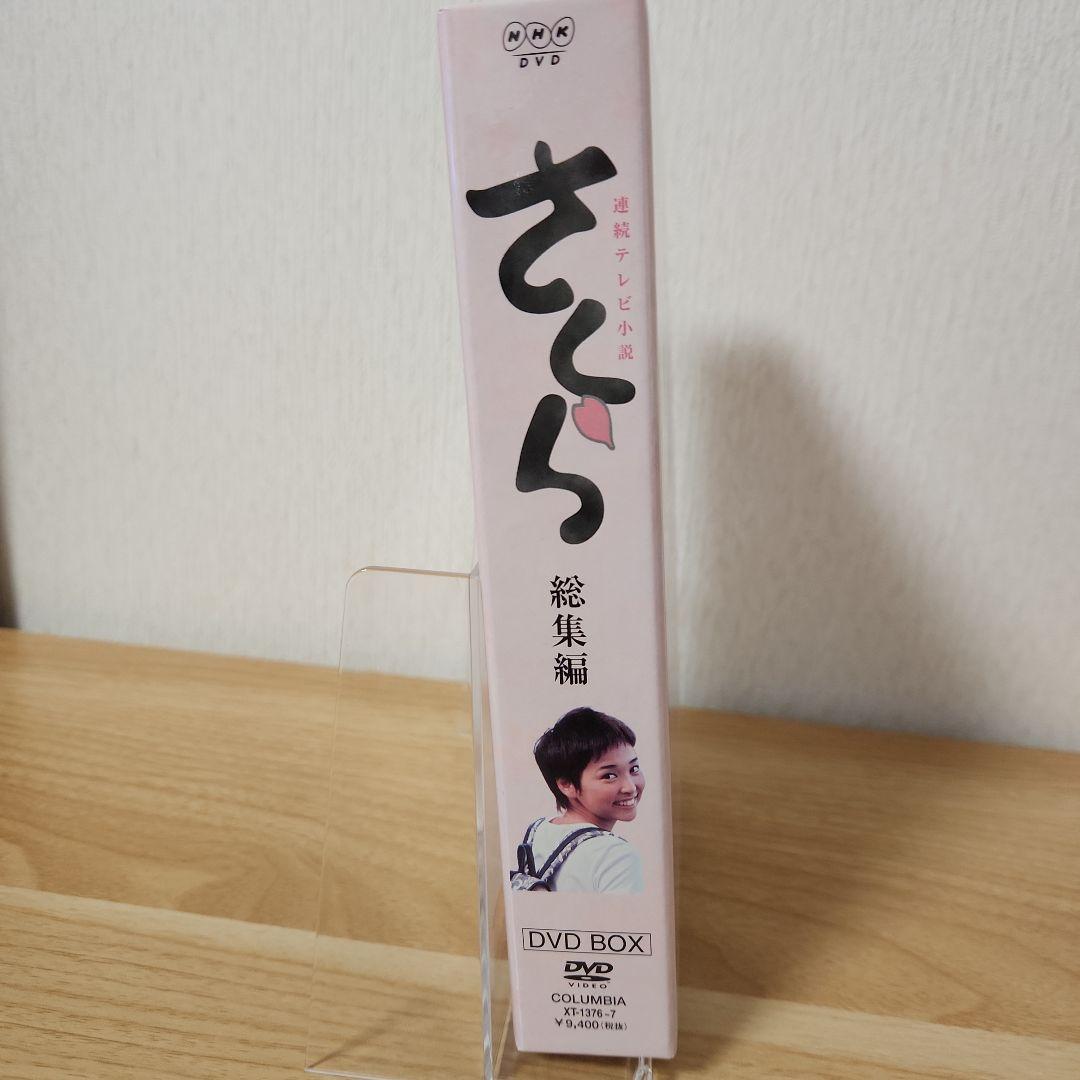 NHK
DVD
連続テレビ小説
さくら
総集編
DVD BOX
DVD
VIDEO
COLUMBIA
XT-1376-7
¥9,400(税抜)